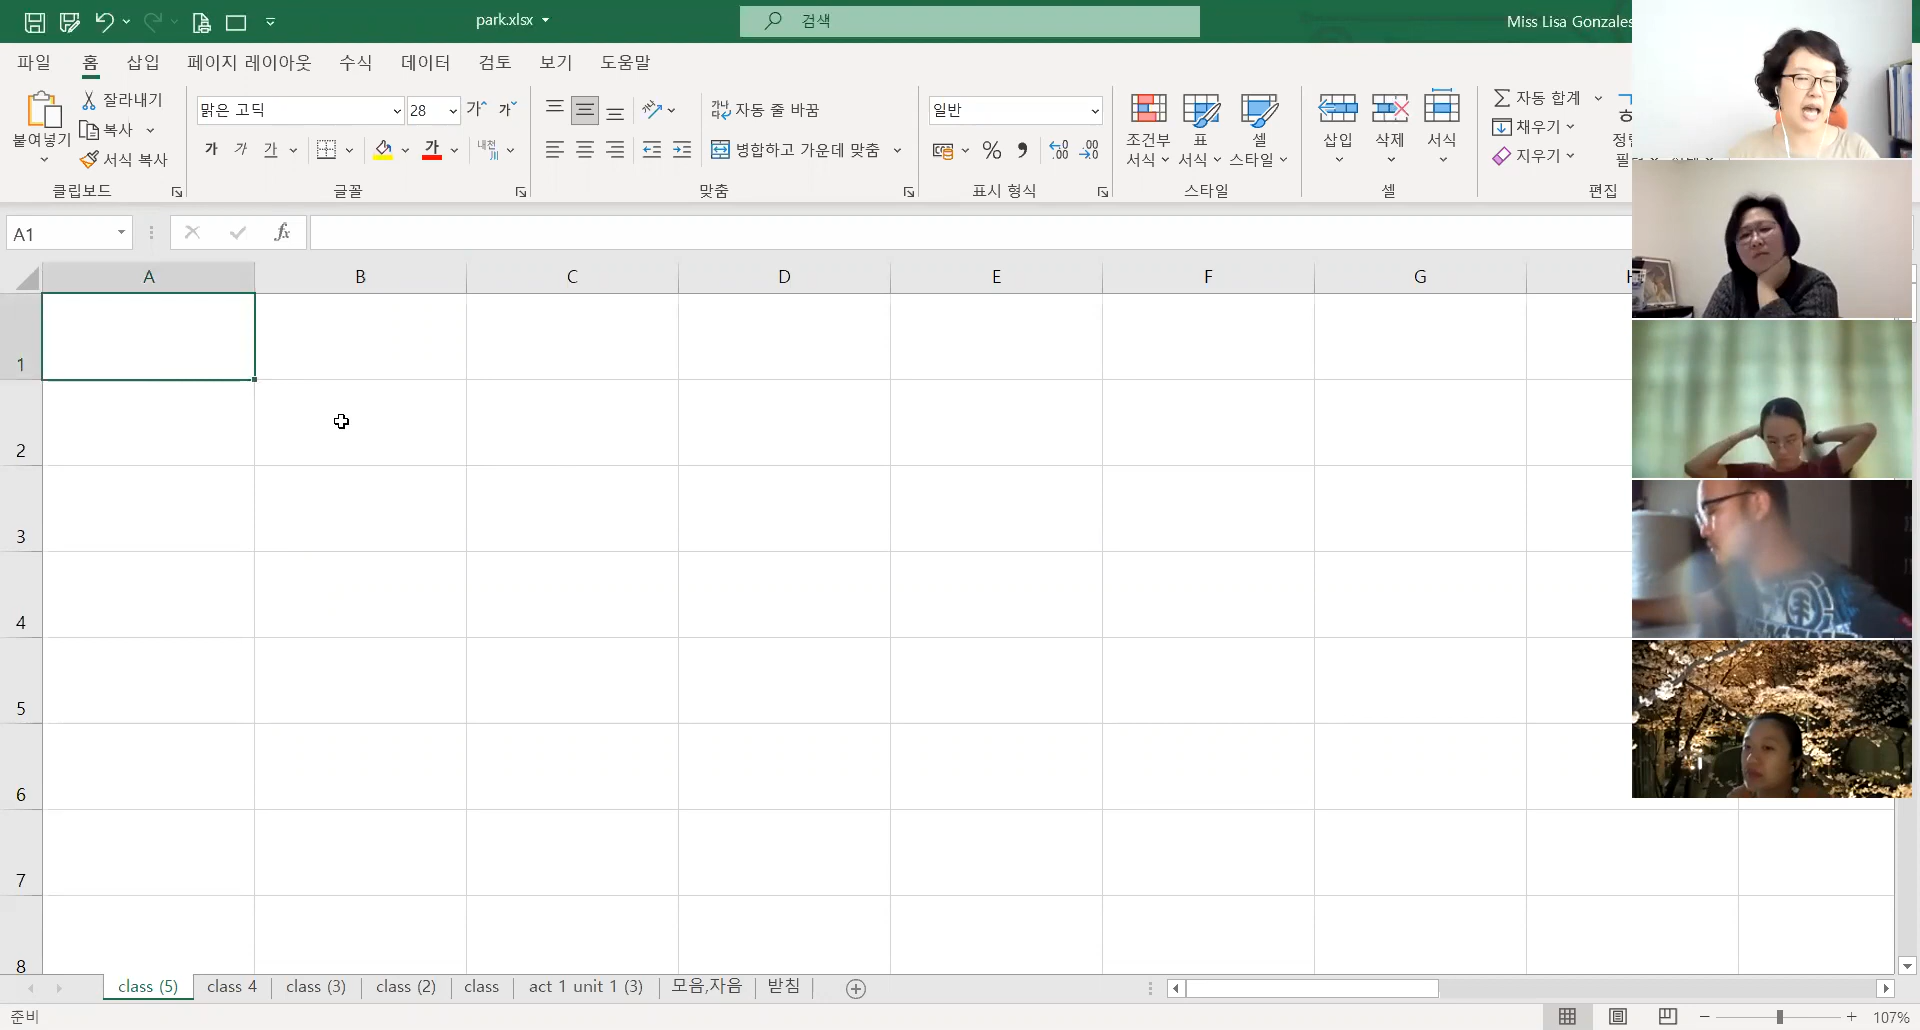 park.xlsx
검색
Miss Lisa Gonzales
파일 홈 삽입 페이지 레이아웃 수식 데이터 검토 보기 도움말
붙여넣기
잘라내기
복사
서식 복사
클립보드
맑은 고딕 28 가 가
가 가 가 가 내천
글꼴
자동 줄 바꿈
병합하고 가운데 맞춤
맞춤
일반
% 
표시 형식
조건부 서식
표 서식
셀 스타일
스타일
삽입
삭제
서식
셀
자동 합계
채우기
지우기
편집
A1
fx
A B C D E F G
1
2
3
4
5
6
7
8
class (5) class 4 class (3) class (2) class act 1 unit 1 (3) 모음,자음 받침
준비
107%